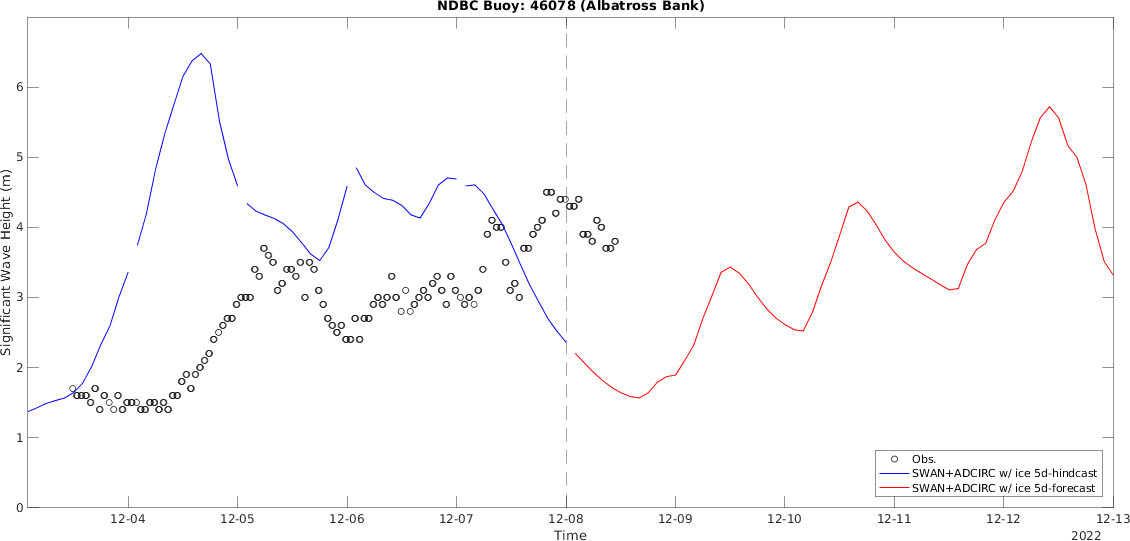 NDBC Buoy: 46078 (Albatross Bank)
Significant Wave Height (m)
6
5
4
3
2
1
0
Obs.
SWAN+ADCIRC w/ ice 5d-hindcast
SWAN+ADCIRC w/ ice 5d-forecast
12-04 12-05 12-06 12-07 12-08 12-09 12-10 12-11 12-12 12-13
Time
2022